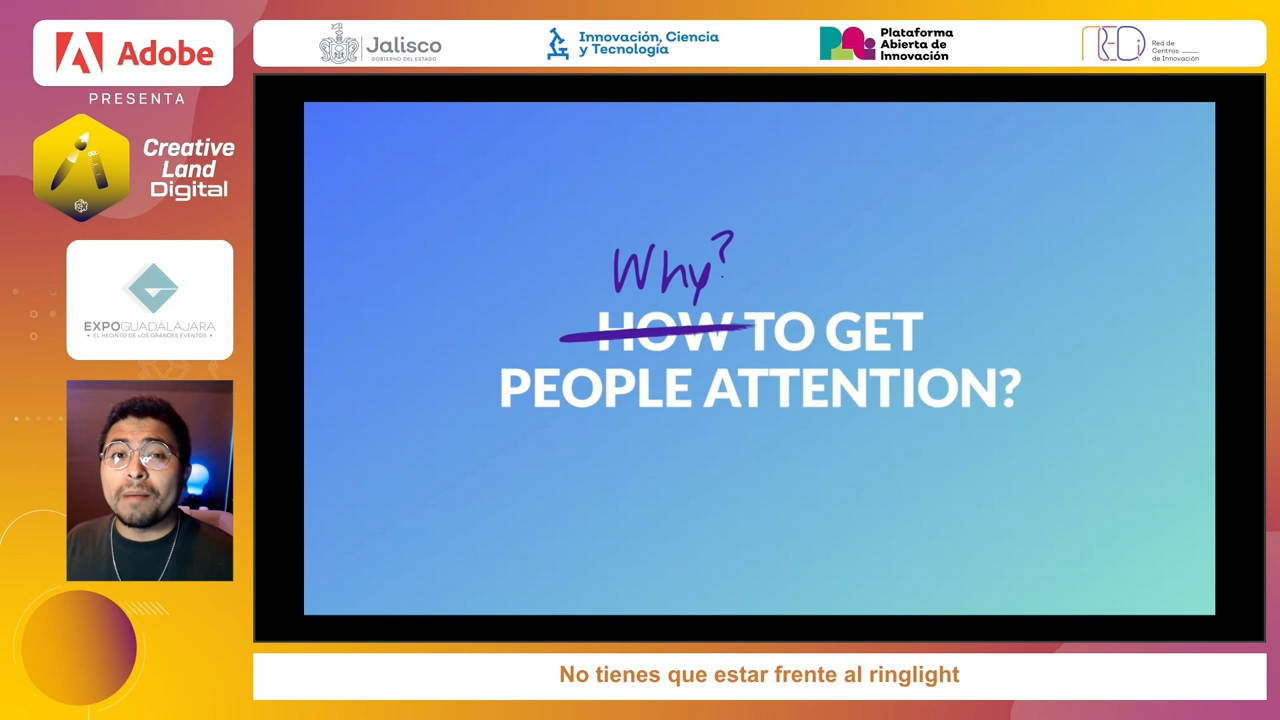 Adobe
PRESENTA
Creative
Land
Digital
EXPOGUADALAJARA
• EL RECINTO DE LOS GRANDES EVENTOS •
Jalisco
GOBIERNO DEL ESTADO
Innovación, Ciencia
y Tecnología
Plataforma
Abierta de
Innovación
REDi
Red de
Centros
de Innovación
Why?
HOW TO GET
PEOPLE ATTENTION?
No tienes que estar frente al ringlight